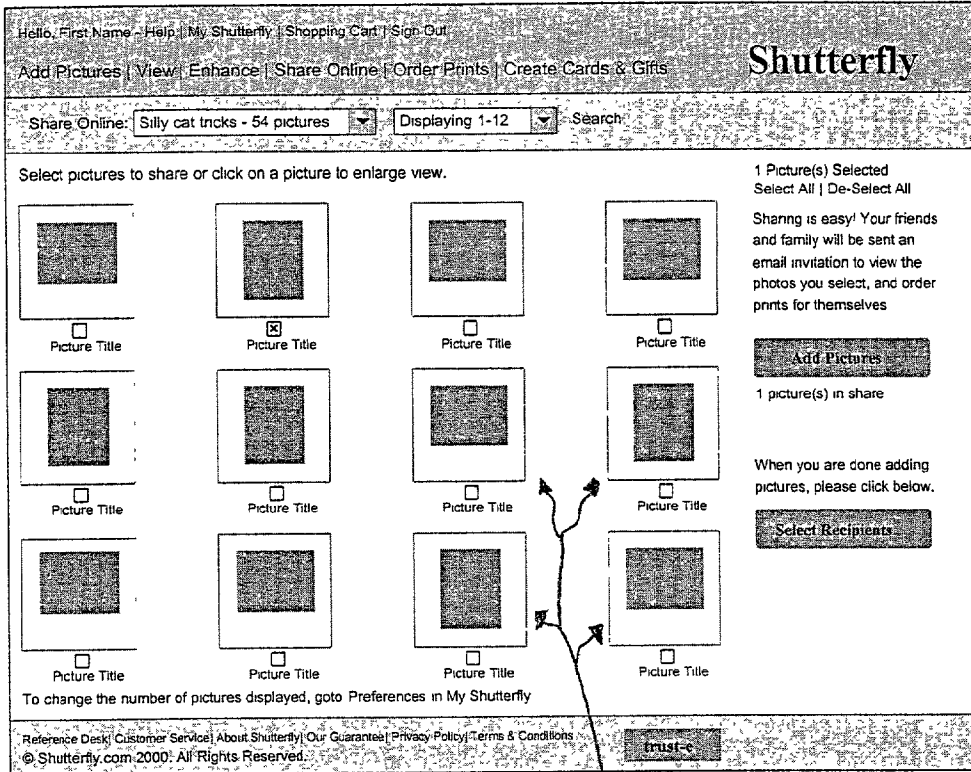 Hello, First Name - Help | My Shutterfly | Shopping Cart | Sign Out
Add Pictures | View | Enhance | Share Online | Order Prints | Create Cards & Gifts
Shutterfly
Share Online: Silly cat tricks - 54 pictures Displaying 1-12 Search
Select pictures to share or click on a picture to enlarge view.
1 Picture(s) Selected
Select All | De-Select All
Sharing is easy! Your friends
and family will be sent an
email invitation to view the
photos you select, and order
prints for themselves
Picture Title Picture Title Picture Title Picture Title
Add Pictures
1 picture(s) in share
Picture Title Picture Title Picture Title Picture Title
When you are done adding
pictures, please click below.
Select Recipients
Picture Title Picture Title Picture Title Picture Title
To change the number of pictures displayed, goto Preferences in My Shutterfly
Reference Desk| Customer Service| About Shutterfly| Our Guarantee| Privacy Policy| Terms & Conditions
© Shutterfly.com 2000. All Rights Reserved.
trust-e